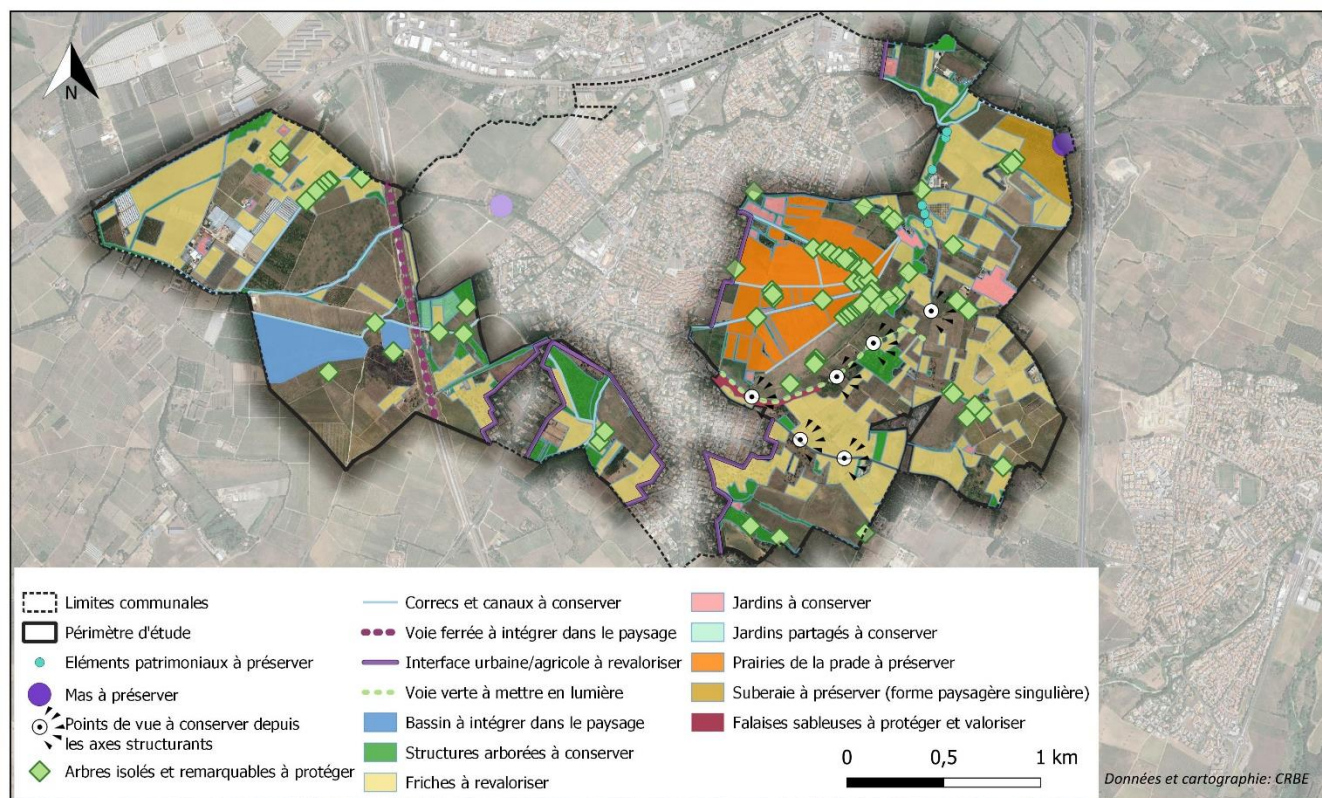 N
Limites communales
Périmètre d'étude
Eléments patrimoniaux à préserver
Mas à préserver
Points de vue à conserver depuis
les axes structurants
Arbres isolés et remarquables à protéger
Correcs et canaux à conserver
Voie ferrée à intégrer dans le paysage
Interface urbaine/agricole à revaloriser
Voie verte à mettre en lumière
Bassin à intégrer dans le paysage
Structures arborées à conserver
Friches à revaloriser
Jardins à conserver
Jardins partagés à conserver
Prairies de la prade à préserver
Suberaie à préserver (forme paysagère singulière)
Falaises sableuses à protéger et valoriser
0 0,5 1 km
Données et cartographie: CRBE